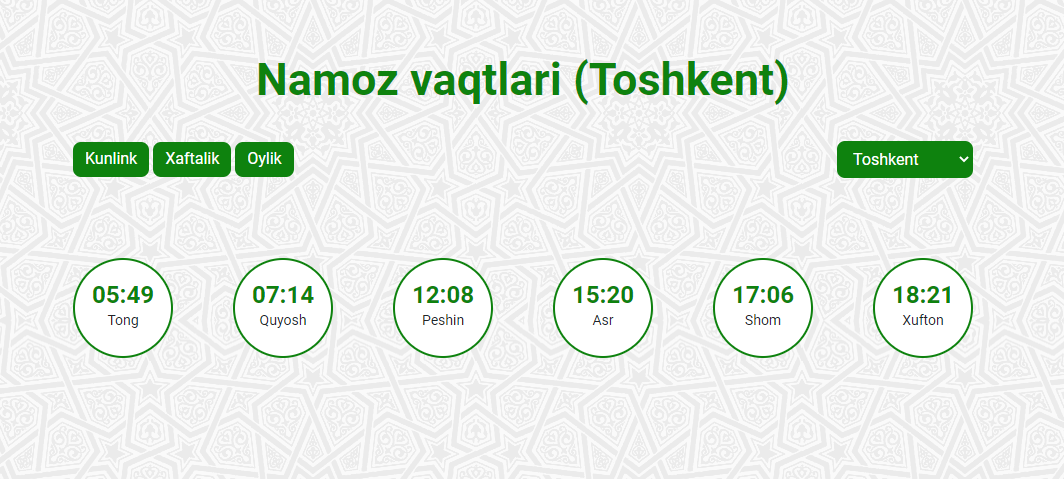 Namoz vaqtlari (Toshkent)
Kunlink Xaftalik Oylik Toshkent
05:49 07:14 12:08 15:20 17:06 18:21
Tong Quyosh Peshin Asr Shom Xufton